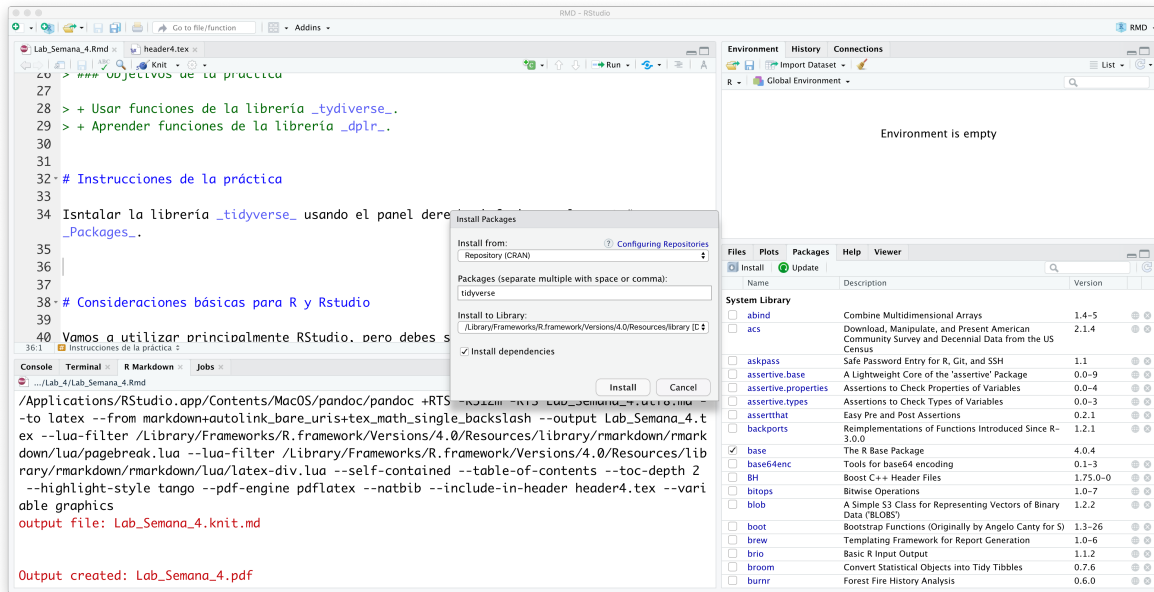 RMD - RStudio
Go to file/function
Addins
RMD
Lab_Semana_4.Rmd
header4.tex
Knit
Run
26 > ### Objetivos de la práctica
27
28 > + Usar funciones de la librería _tydiverse_.
29 > + Aprender funciones de la librería _dplr_.
30
31
32 # Instrucciones de la práctica
33
34 Isntalar la librería _tidyverse_ usando el panel
_Packages_.
35
36
37
38 # Consideraciones básicas para R y Rstudio
39
40 Vamos a utilizar principalmente RStudio, pero debes
36:1 Instrucciones de la práctica
Console Terminal R Markdown Jobs
.../Lab_4/Lab_Semana_4.Rmd
/Applications/RStudio.app/Contents/MacOS/pandoc/pandoc +RTS -K512m -RTS Lab_Semana_4.utf8.md -
-to latex --from markdown+autolink_bare_uris+tex_math_single_backslash --output Lab_Semana_4.t
ex --lua-filter /Library/Frameworks/R.framework/Versions/4.0/Resources/library/rmarkdown/rmark
down/lua/pagebreak.lua --lua-filter /Library/Frameworks/R.framework/Versions/4.0/Resources/lib
rary/rmarkdown/rmarkdown/lua/latex-div.lua --self-contained --table-of-contents --toc-depth 2
--highlight-style tango --pdf-engine pdflatex --natbib --include-in-header header4.tex --vari
able graphics
output file: Lab_Semana_4.knit.md
Output created: Lab_Semana_4.pdf
Install Packages
Install from:
? Configuring Repositories
Repository (CRAN)
Packages (separate multiple with space or comma):
tidyverse
Install to Library:
/Library/Frameworks/R.framework/Versions/4.0/Resources/library [D
Install dependencies
Install
Cancel
Environment History Connections
Import Dataset
List
R
Global Environment
Environment is empty
Files Plots Packages Help Viewer
Install Update
Name Description Version
System Library
abind Combine Multidimensional Arrays 1.4-5
acs Download, Manipulate, and Present American 2.1.4
Community Survey and Decennial Data from the US
Census
askpass Safe Password Entry for R, Git, and SSH 1.1
assertive.base A Lightweight Core of the 'assertive' Package 0.0-9
assertive.properties Assertions to Check Properties of Variables 0.0-4
assertive.types Assertions to Check Types of Variables 0.0-3
assertthat Easy Pre and Post Assertions 0.2.1
backports Reimplementations of Functions Introduced Since R- 1.2.1
3.0.0
base The R Base Package 4.0.4
base64enc Tools for base64 encoding 0.1-3
BH Boost C++ Header Files 1.75.0-0
bitops Bitwise Operations 1.0-7
blob A Simple S3 Class for Representing Vectors of Binary 1.2.2
Data ('BLOBS')
boot Bootstrap Functions (Originally by Angelo Canty for S) 1.3-26
brew Templating Framework for Report Generation 1.0-6
brio Basic R Input Output 1.1.2
broom Convert Statistical Objects into Tidy Tibbles 0.7.6
burnr Forest Fire History Analysis 0.6.0